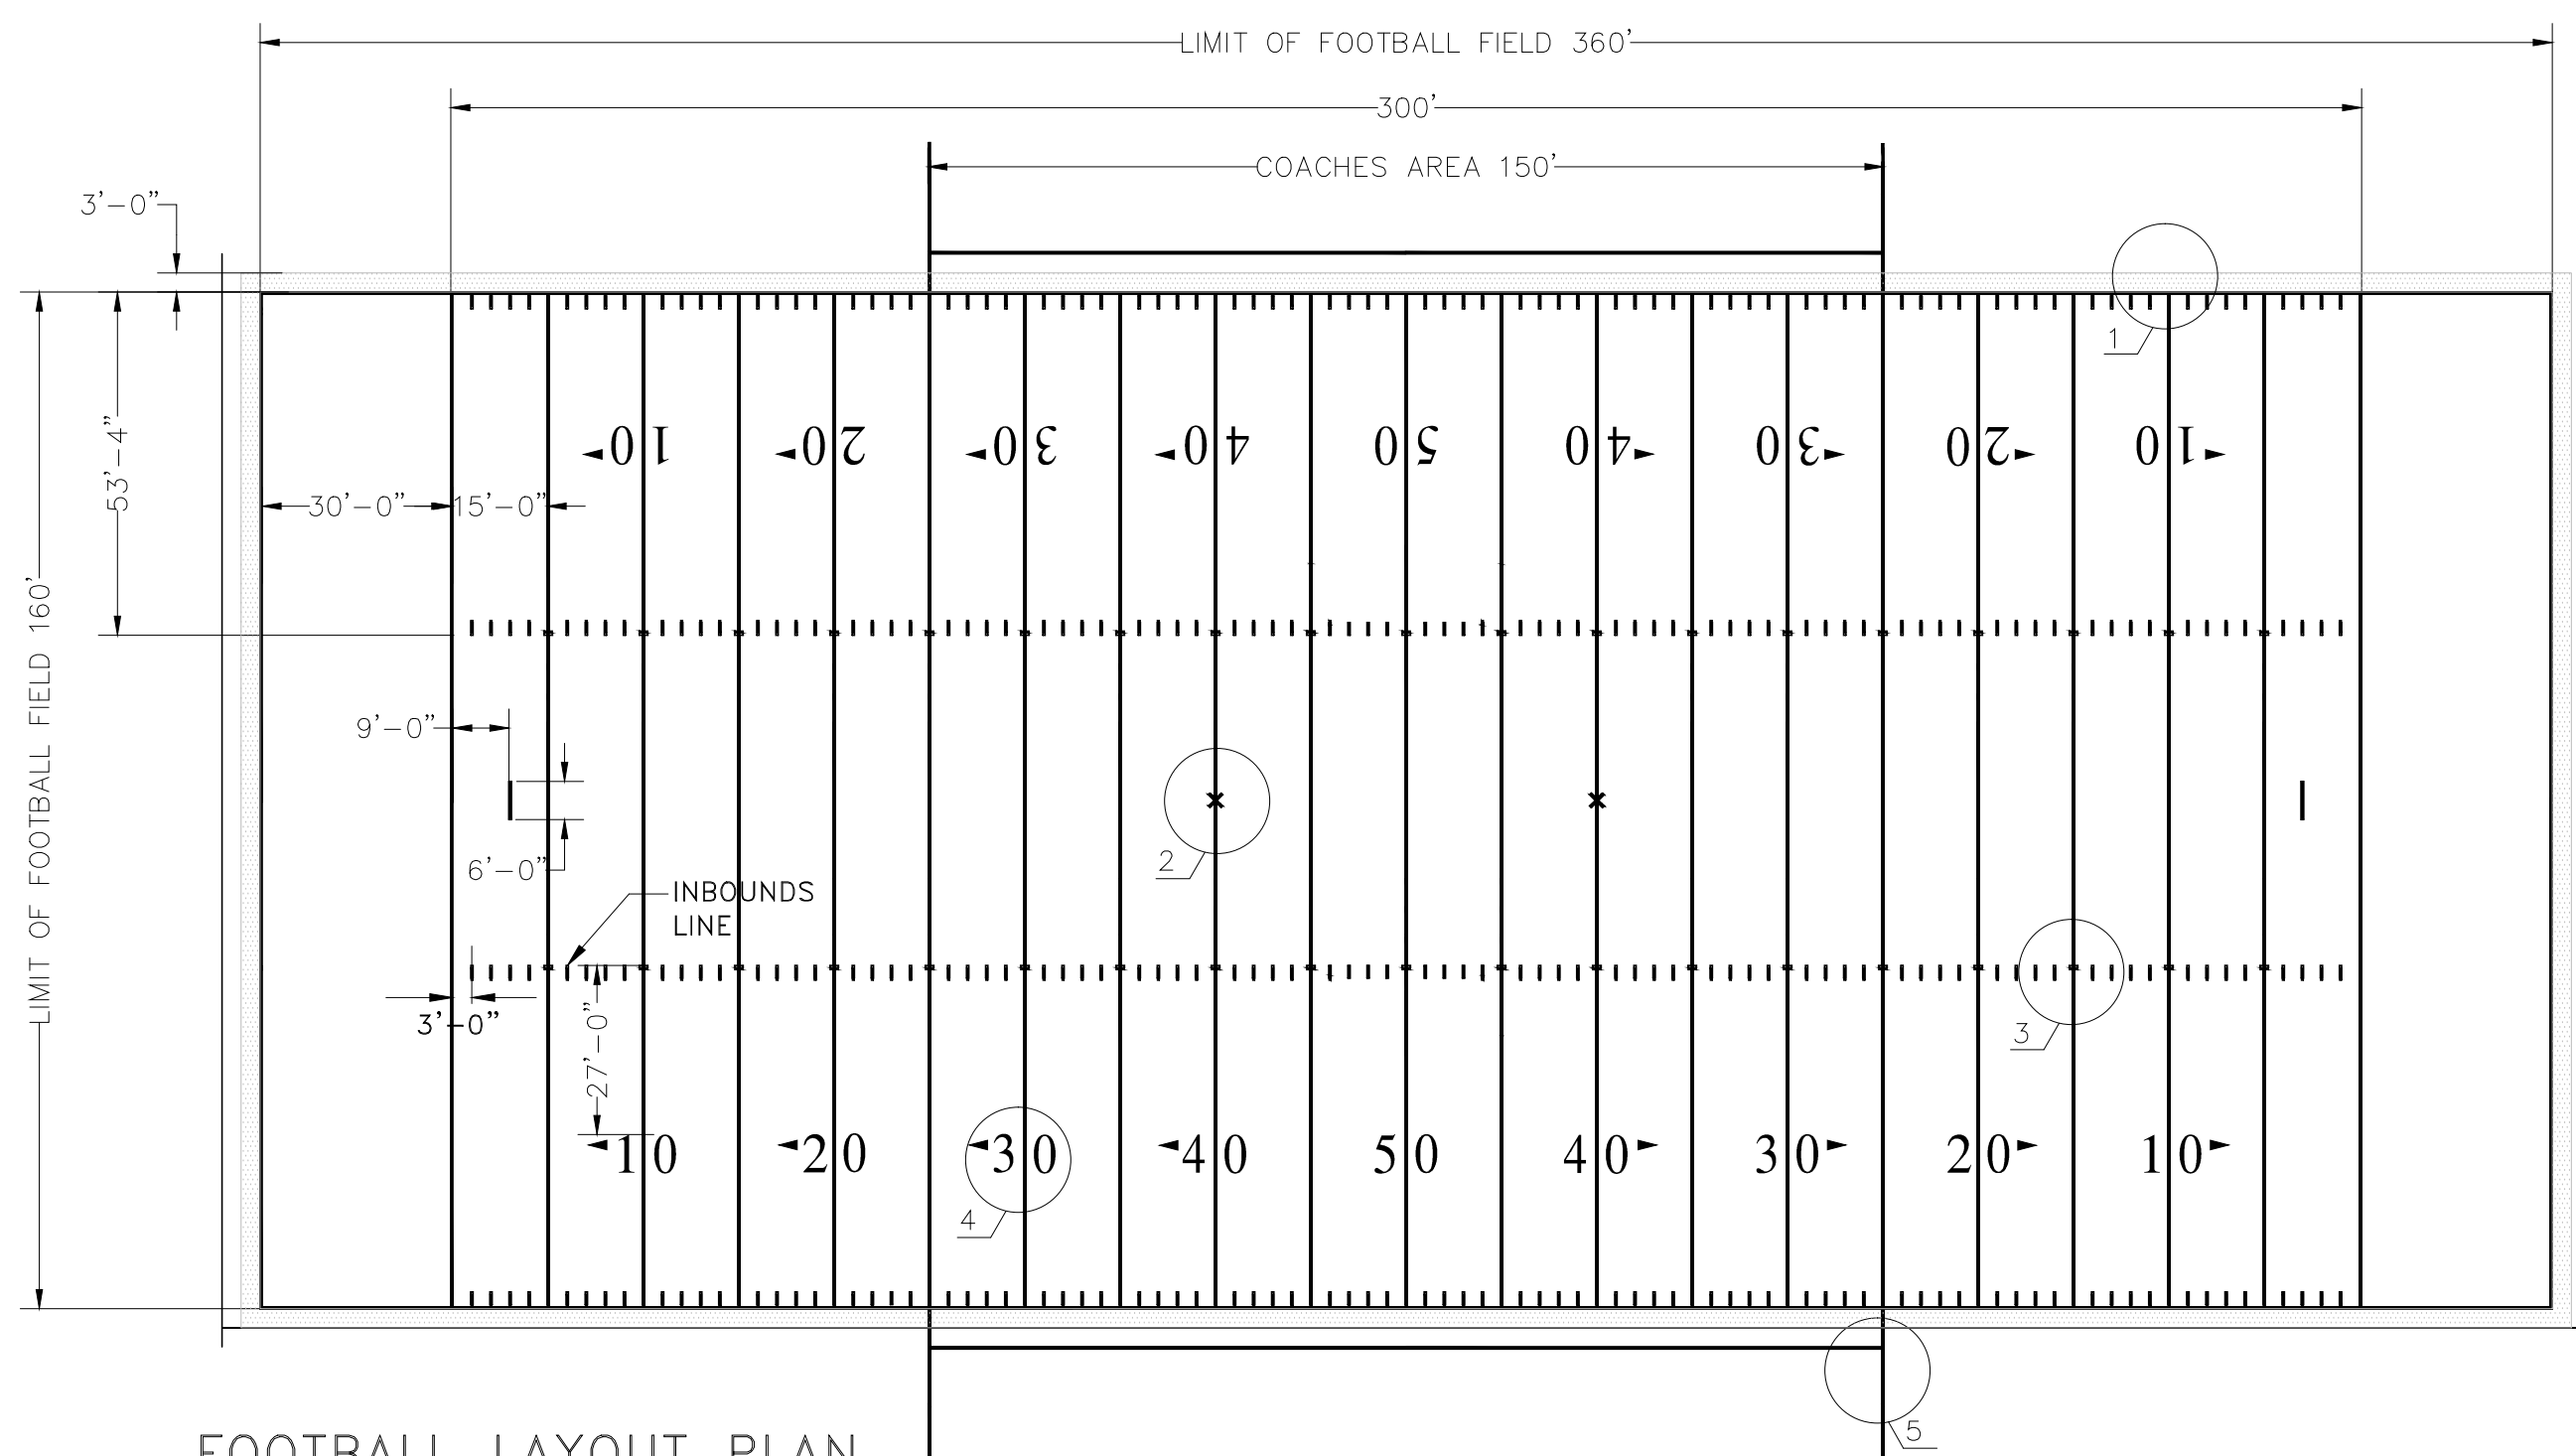 LIMIT OF FOOTBALL FIELD 360'
300'
COACHES AREA 150'
3'-0"
1
53'-4"
10 20 30 40 50 40 30 20 10
30'-0" 15'-0"
LIMIT OF FOOTBALL FIELD 160'
9'-0"
6'-0"
2
INBOUNDS
LINE
3'-0"
27'-0"
3
10 20 30 40 50 40 30 20 10
4
5
FOOTBALL LAYOUT PLAN